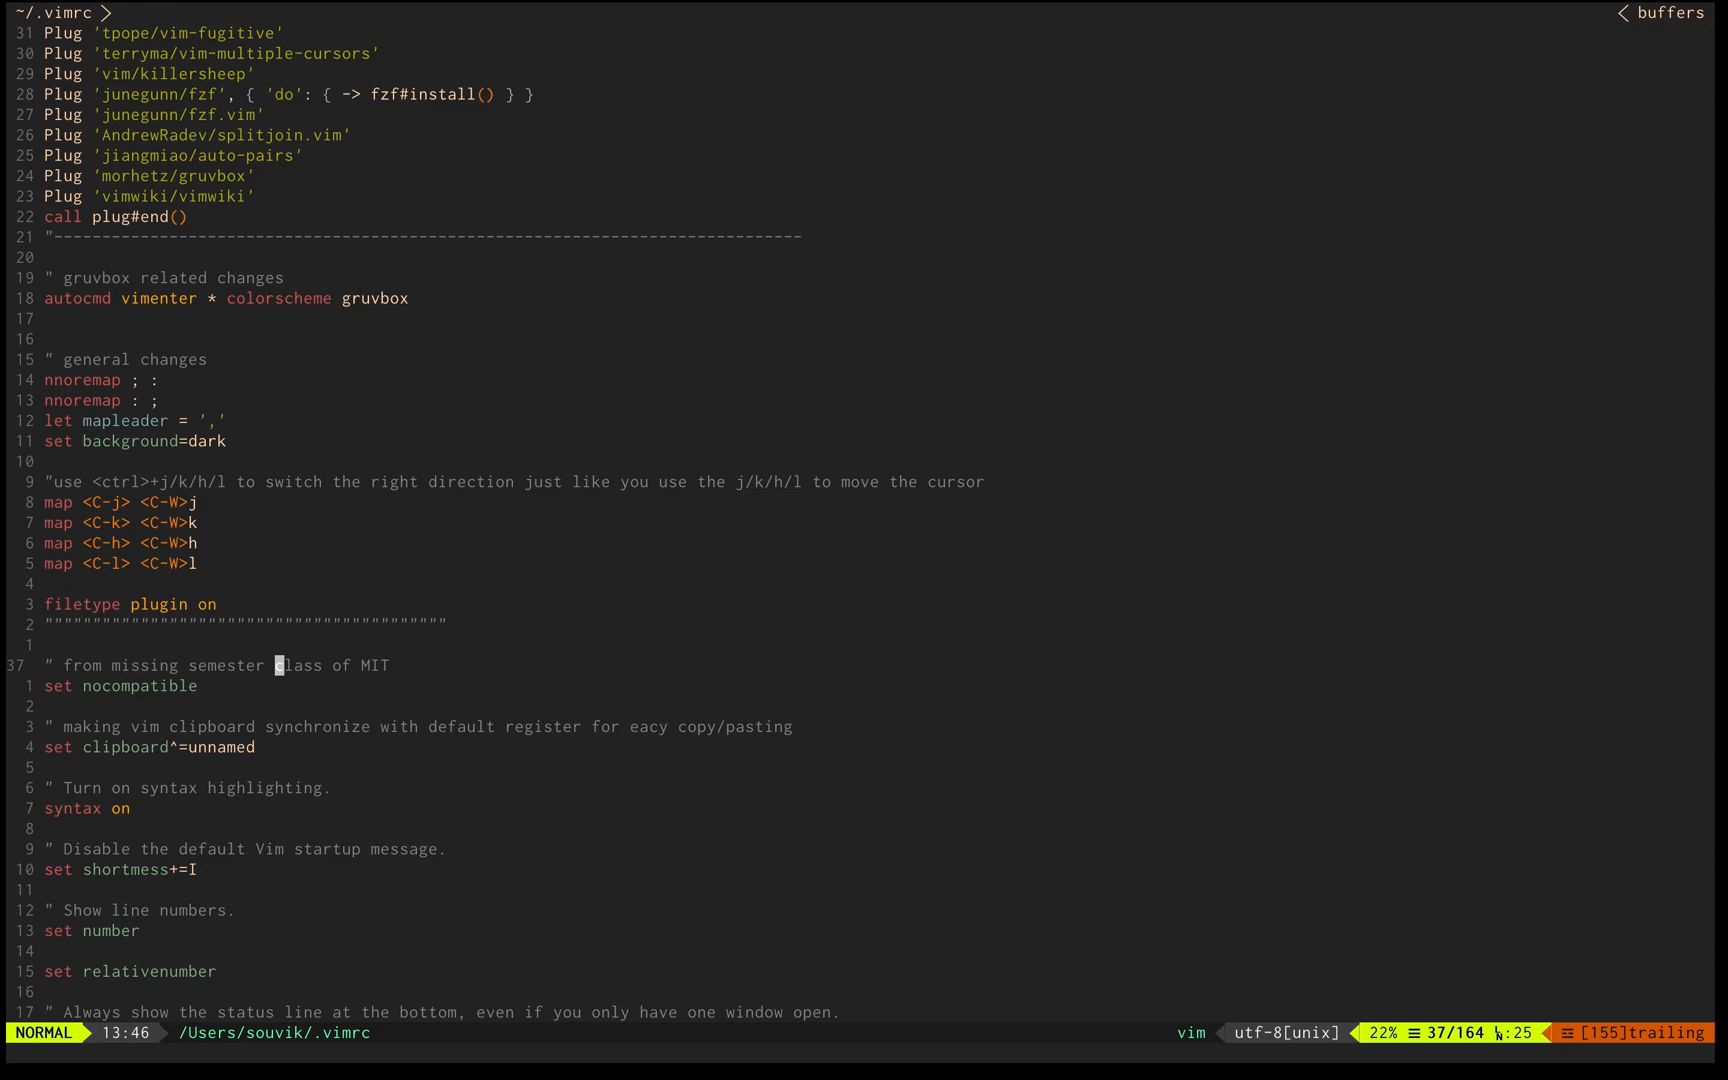 ~/.vimrc
buffers
31 Plug 'tpope/vim-fugitive'
30 Plug 'terryma/vim-multiple-cursors'
29 Plug 'vim/killersheep'
28 Plug 'junegunn/fzf', { 'do': { -> fzf#install() } }
27 Plug 'junegunn/fzf.vim'
26 Plug 'AndrewRadev/splitjoin.vim'
25 Plug 'jiangmiao/auto-pairs'
24 Plug 'morhetz/gruvbox'
23 Plug 'vimwiki/vimwiki'
22 call plug#end()
21 "------------------------------------------------------------------------------
20
19 " gruvbox related changes
18 autocmd vimenter * colorscheme gruvbox
17
16
15 " general changes
14 nnoremap ; :
13 nnoremap : ;
12 let mapleader = ','
11 set background=dark
10
9 "use <ctrl>+j/k/h/l to switch the right direction just like you use the j/k/h/l to move the cursor
8 map <C-j> <C-W>j
7 map <C-k> <C-W>k
6 map <C-h> <C-W>h
5 map <C-l> <C-W>l
4
3 filetype plugin on
2 """"""""""""""""""""""""""""""""""""""""""
1
37 " from missing semester class of MIT
1 set nocompatible
2
3 " making vim clipboard synchronize with default register for eacy copy/pasting
4 set clipboard^=unnamed
5
6 " Turn on syntax highlighting.
7 syntax on
8
9 " Disable the default Vim startup message.
10 set shortmess+=I
11
12 " Show line numbers.
13 set number
14
15 set relativenumber
16
17 " Always show the status line at the bottom, even if you only have one window open.
NORMAL 13:46 /Users/souvik/.vimrc vim utf-8[unix] 22% ☰ 37/164 :25 [155]trailing